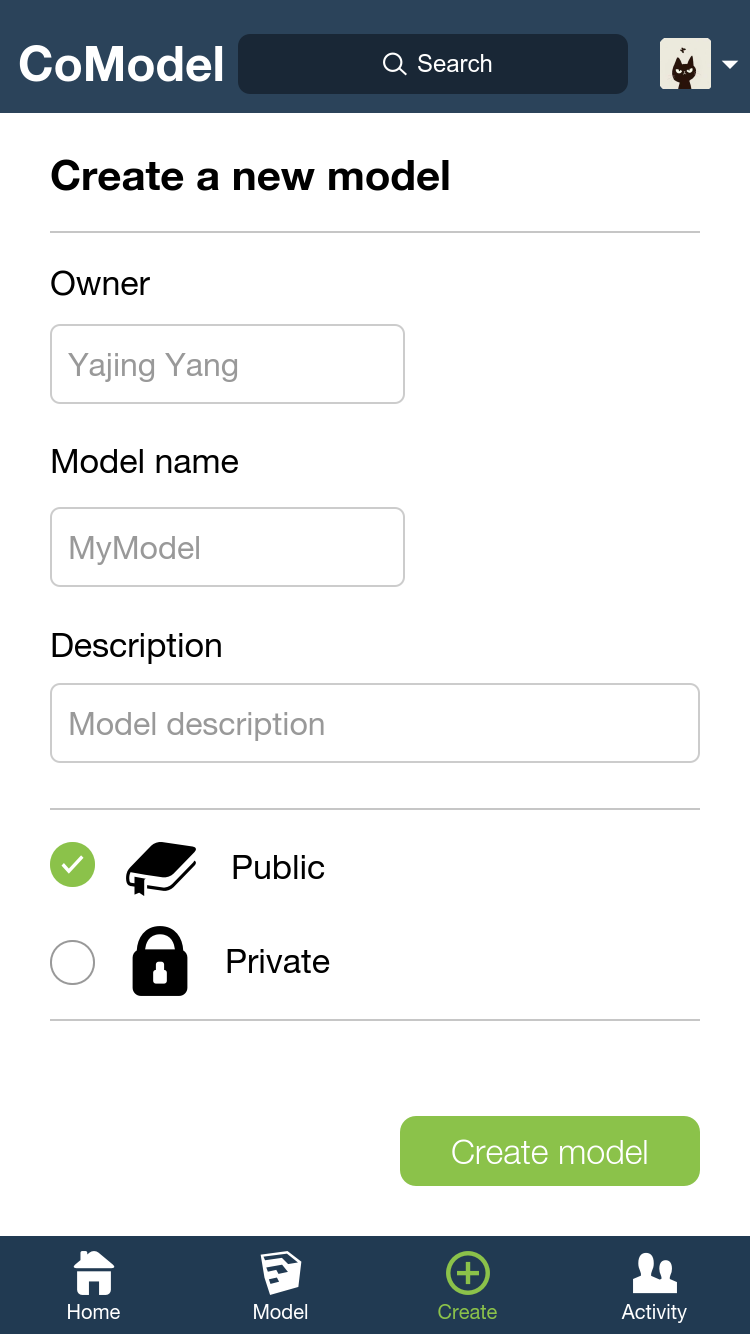 CoModel
Search
Create a new model
Owner
Yajing Yang
Model name
MyModel
Description
Model description
Public
Private
Create model
Home
Model
Create
Activity